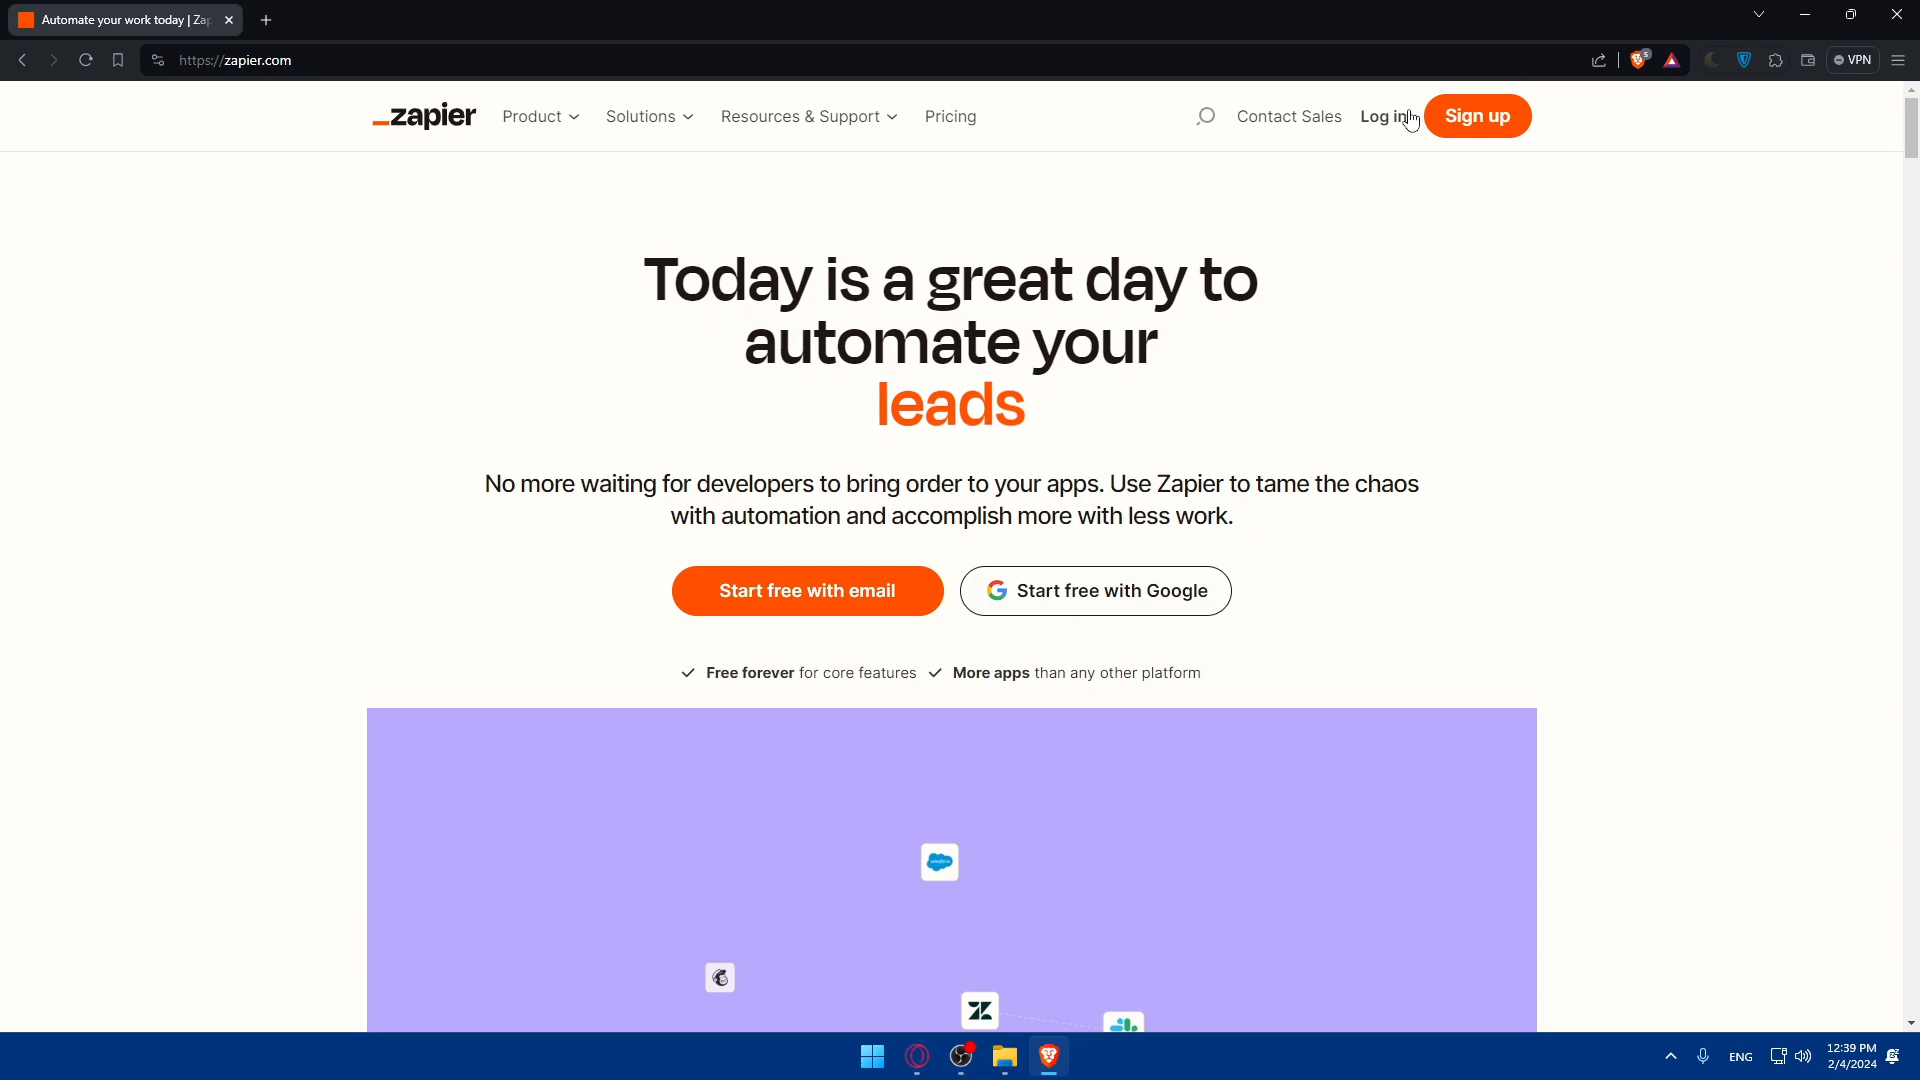 Automate your work today | Zap
https://zapier.com
5
VPN
zapier
Product
Solutions
Resources & Support
Pricing
Contact Sales
Log in
Sign up
Today is a great day to
automate your
leads
No more waiting for developers to bring order to your apps. Use Zapier to tame the chaos
with automation and accomplish more with less work.
Start free with email
Start free with Google
Free forever for core features
More apps than any other platform
salesforce
ENG
12:39 PM
2/4/2024